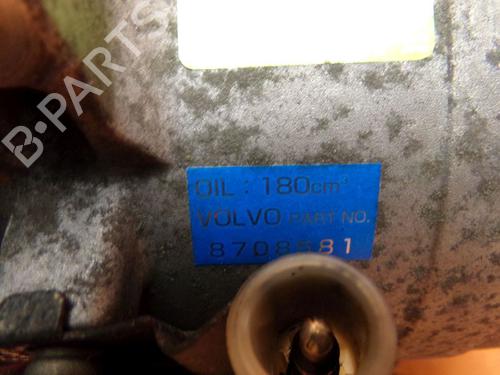 B-PARTS
OIL : 180cm³
VOLVO PART NO.
8708581